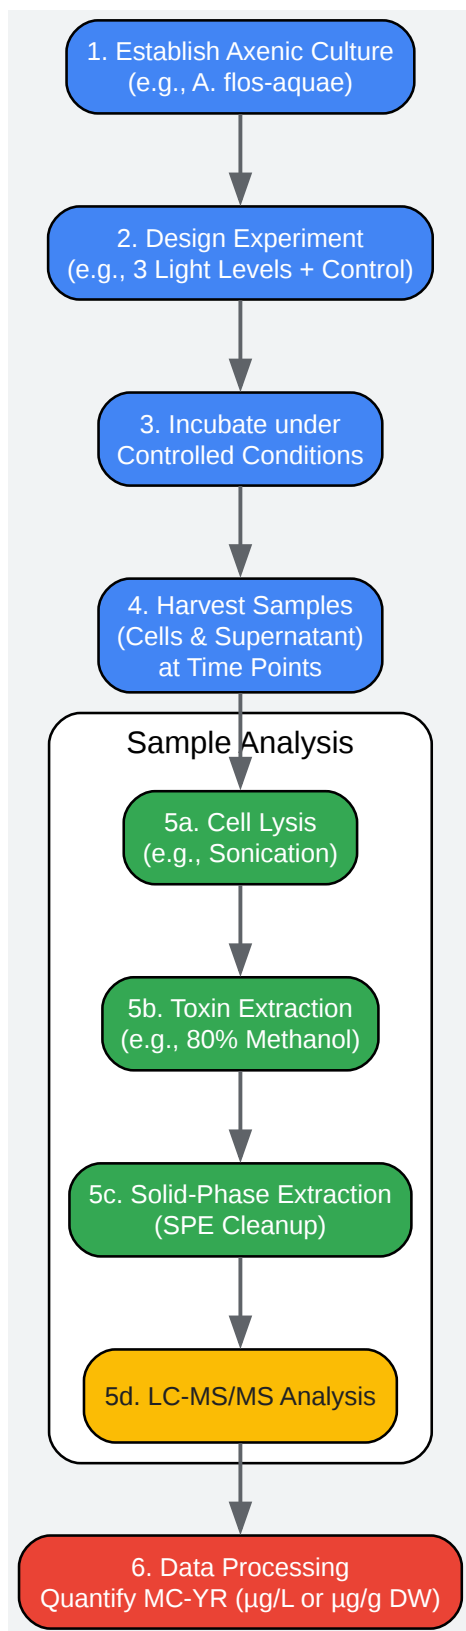 1. Establish Axenic Culture
(e.g., A. flos-aquae)
2. Design Experiment
(e.g., 3 Light Levels + Control)
3. Incubate under
Controlled Conditions
4. Harvest Samples
(Cells & Supernatant)
at Time Points
Sample Analysis
5a. Cell Lysis
(e.g., Sonication)
5b. Toxin Extraction
(e.g., 80% Methanol)
5c. Solid-Phase Extraction
(SPE Cleanup)
5d. LC-MS/MS Analysis
6. Data Processing
Quantify MC-YR (µg/L or µg/g DW)